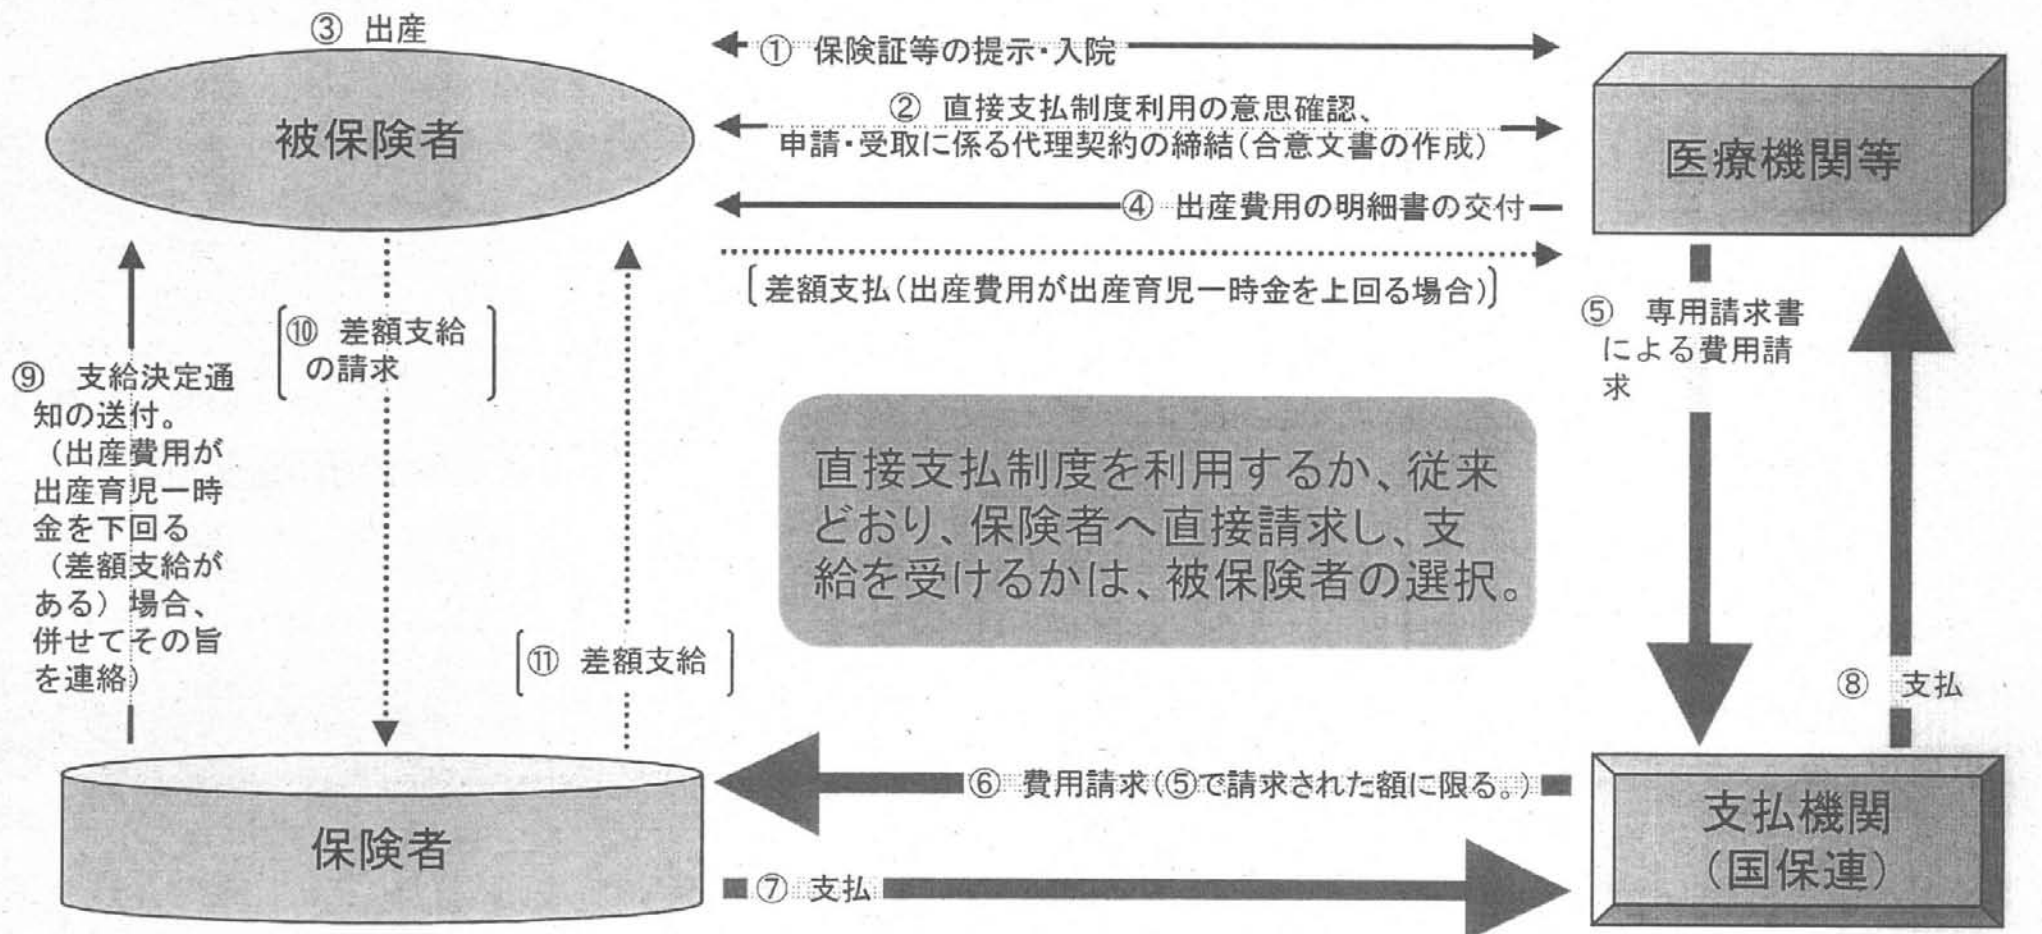 ③ 出産
被保険者
① 保険証等の提示・入院
② 直接支払制度利用の意思確認、
申請・受取に係る代理契約の締結(合意文書の作成)
④ 出産費用の明細書の交付
〔差額支払(出産費用が出産育児一時金を上回る場合)〕
医療機関等
⑤ 専用請求書
による費用請
求
⑩ 差額支給
の請求
⑨ 支給決定通
知の送付。
(出産費用が
出産育児一時
金を下回る
(差額支給が
ある)場合、
併せてその旨
を連絡)
直接支払制度を利用するか、従来
どおり、保険者へ直接請求し、支
給を受けるかは、被保険者の選択。
⑪ 差額支給
⑧ 支払
⑥ 費用請求(⑤で請求された額に限る。)
保険者
⑦ 支払
支払機関
(国保連)